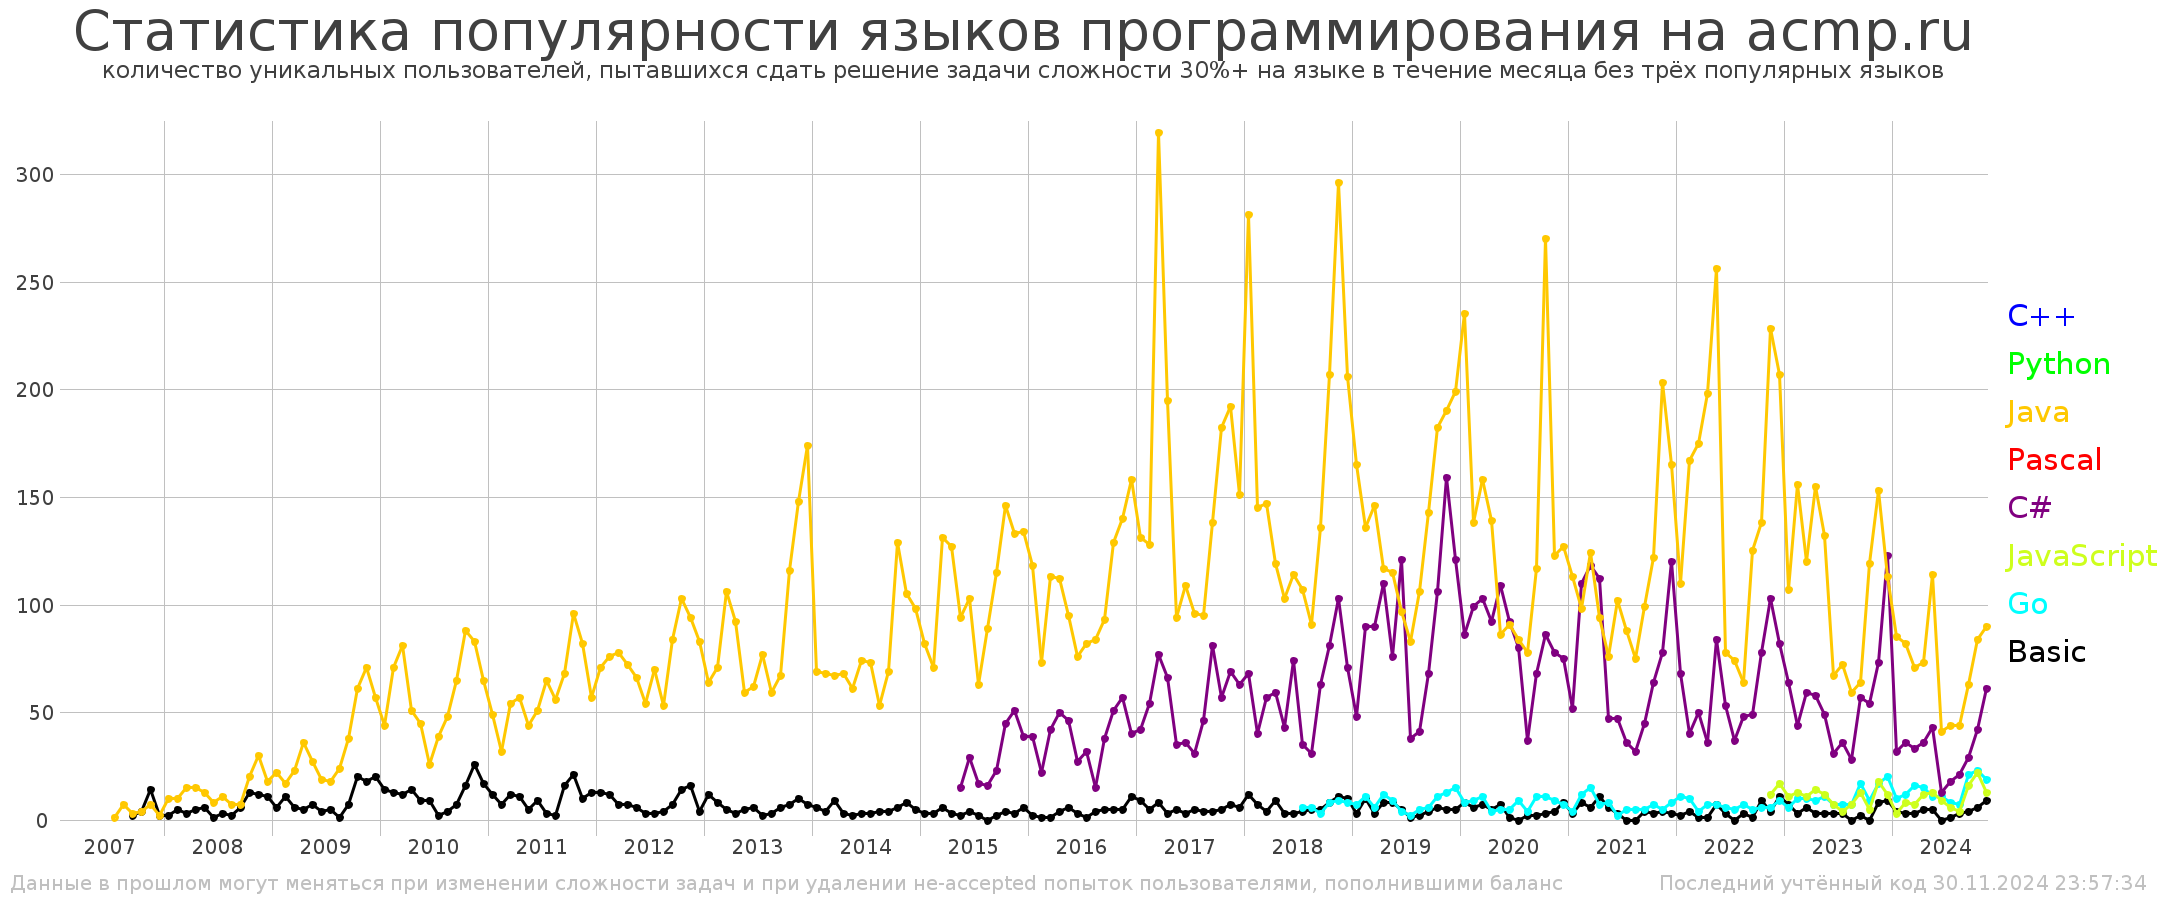 Статистика популярности языков программирования на acmp.ru
количество уникальных пользователей, пытавшихся сдать решение задачи сложности 30%+ на языке в течение месяца без трёх популярных языков
300
250
200
150
100
50
0
C++
Python
Java
Pascal
C#
JavaScript
Go
Basic
2007 2008 2009 2010 2011 2012 2013 2014 2015 2016 2017 2018 2019 2020 2021 2022 2023 2024
Данные в прошлом могут меняться при изменении сложности задач и при удалении не-accepted попыток пользователями, пополнившими баланс
Последний учтённый код 30.11.2024 23:57:34